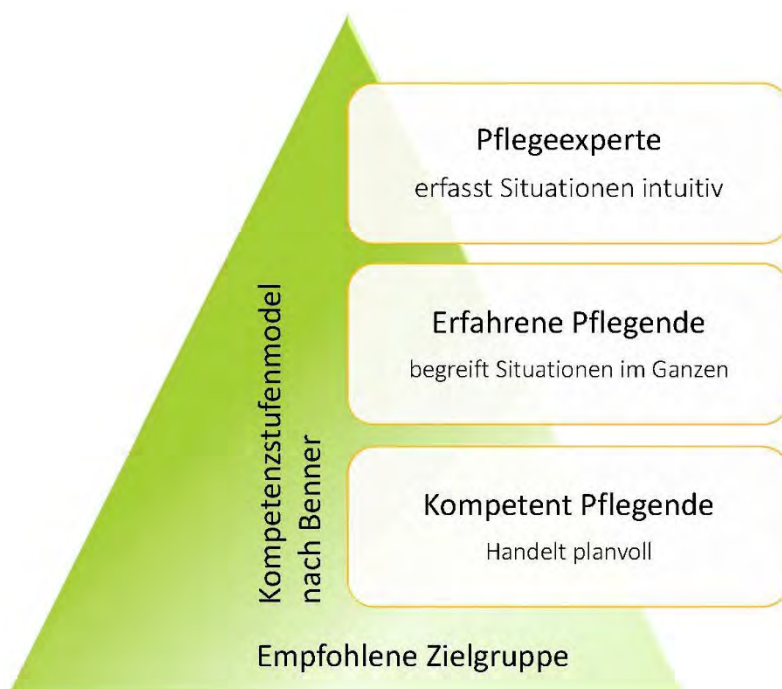 Pflegeexperte
erfasst Situationen intuitiv
Erfahrene Pflegende
begreift Situationen im Ganzen
Kompetent Pflegende
Handelt planvoll
Kompetenzstufenmodel
nach Benner
Empfohlene Zielgruppe